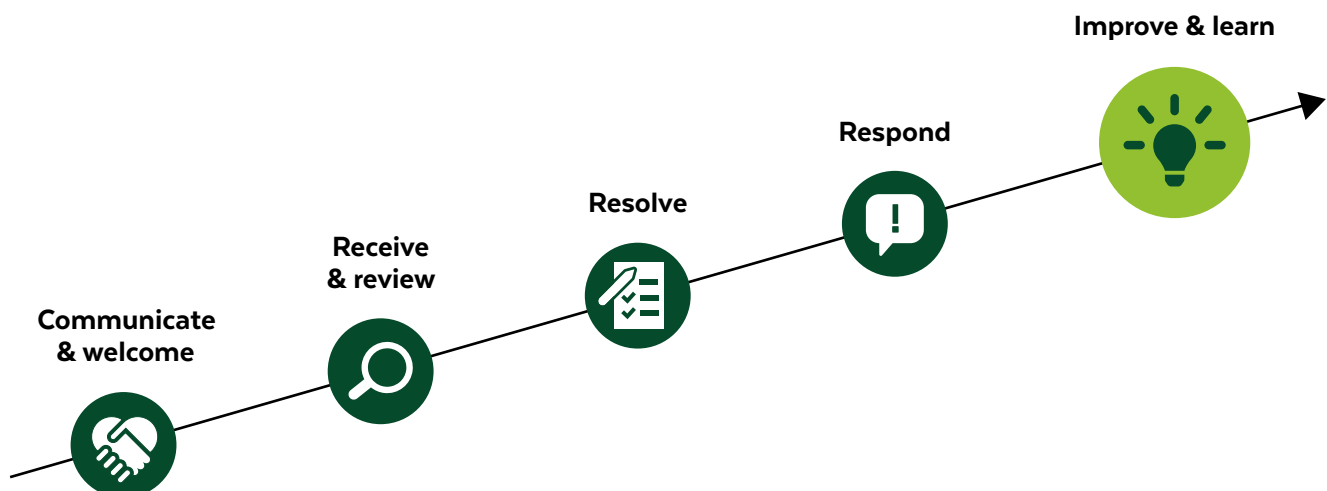 Communicate
& welcome
Receive
& review
Resolve
Respond
Improve & learn